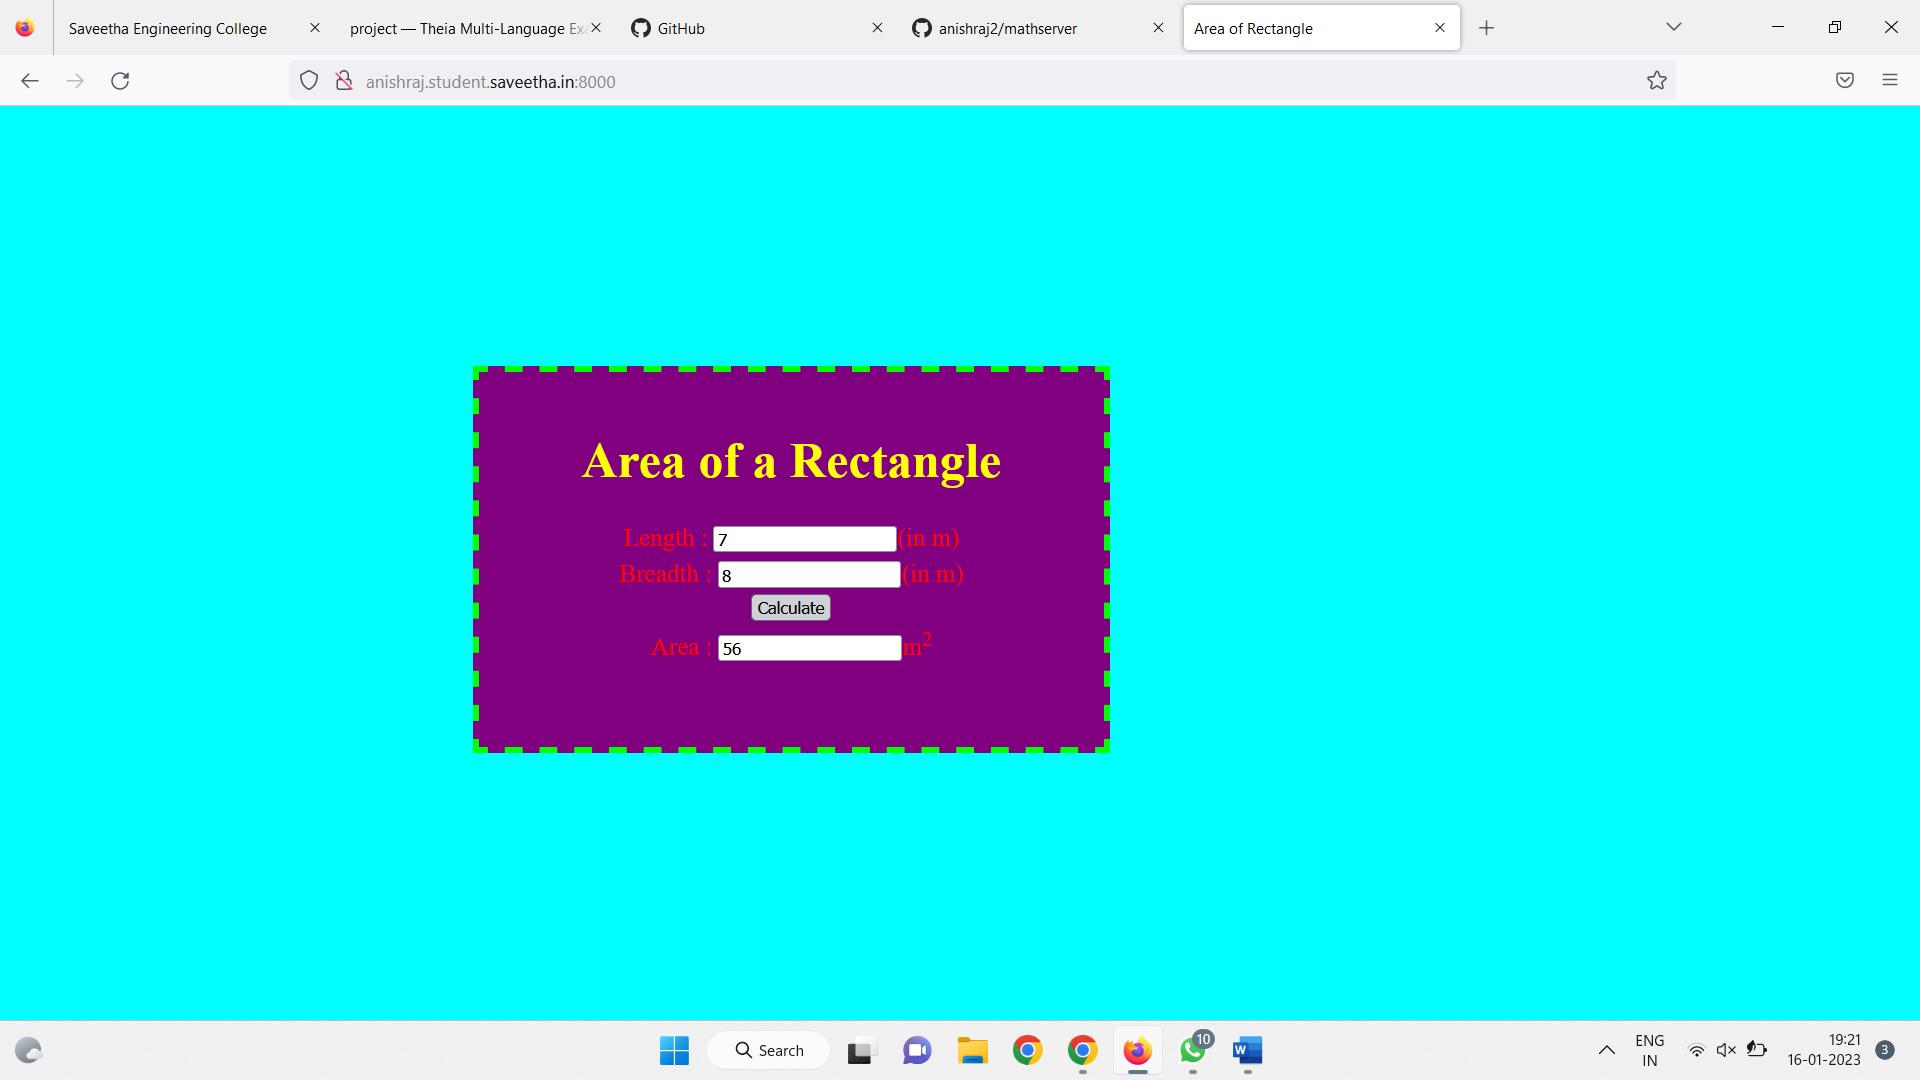 Saveetha Engineering College
project — Theia Multi-Language Exa
GitHub
anishraj2/mathserver
Area of Rectangle
anishraj.student.saveetha.in:8000
Area of a Rectangle
Length : 7 (in m)
Breadth : 8 (in m)
Calculate
Area : 56 m²
Search
10
ENG
IN
19:21
16-01-2023
3